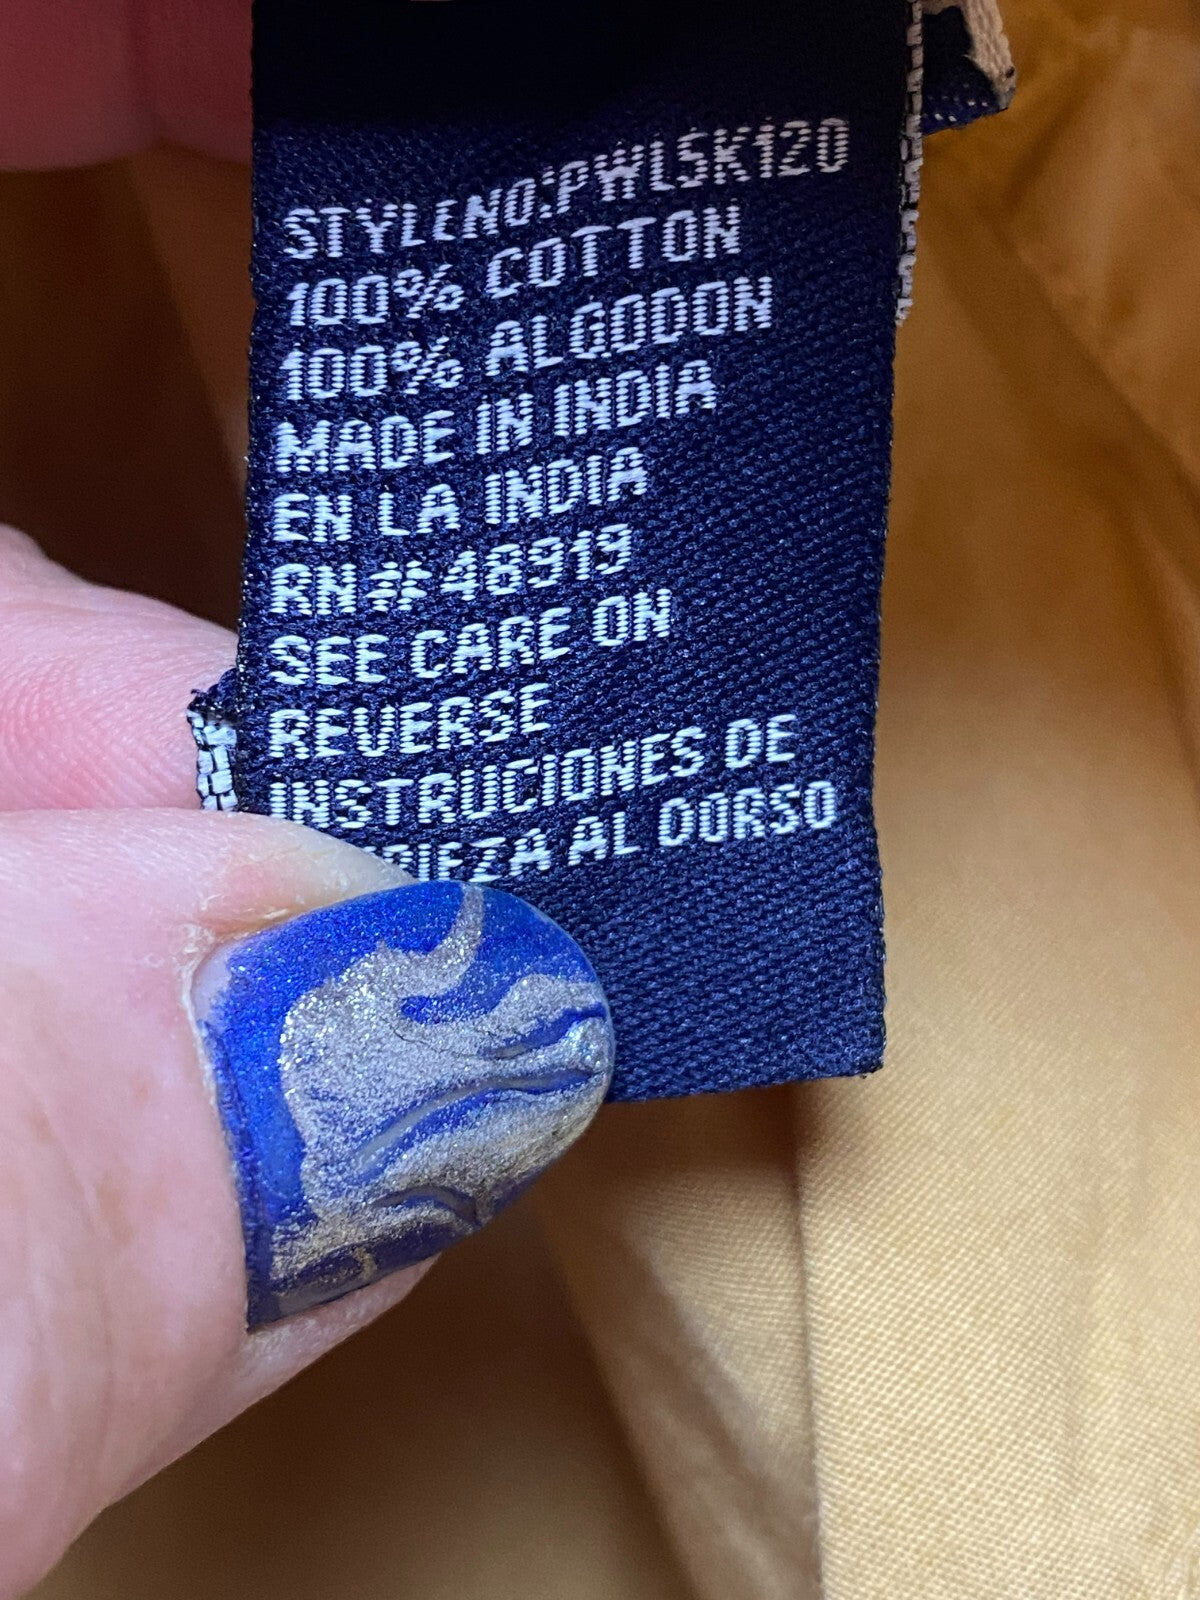 STYLENO:PWLSK120
100% COTTON
100% ALGODON
MADE IN INDIA
EN LA INDIA
RN#48919
SEE CARE ON
REVERSE
INSTRUCIONES DE
AL DORSO